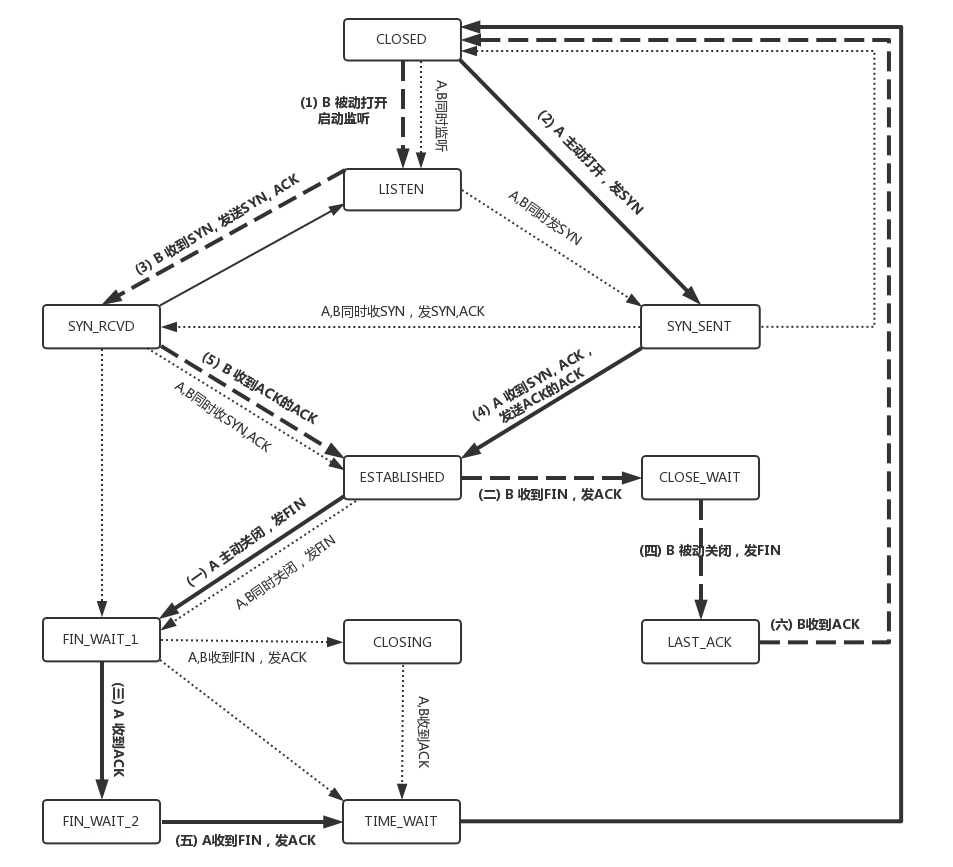 CLOSED
(1) B 被动打开
启动监听
A,B同时监听
(2) A 主动打开，发SYN
LISTEN
(3) B 收到SYN, 发送SYN, ACK
A,B同时发SYN
SYN_RCVD
A,B同时收SYN，发SYN,ACK
SYN_SENT
(5) B 收到ACK的ACK
A,B同时收SYN,ACK
(4) A 收到SYN, ACK，
发送ACK的ACK
ESTABLISHED
(二) B 收到FIN，发ACK
CLOSE_WAIT
(一) A 主动关闭，发FIN
A,B同时关闭，发FIN
(四) B 被动关闭，发FIN
FIN_WAIT_1
A,B收到FIN，发ACK
CLOSING
LAST_ACK
(六) B收到ACK
(三) A 收到ACK
A,B收到ACK
FIN_WAIT_2
(五) A收到FIN，发ACK
TIME_WAIT